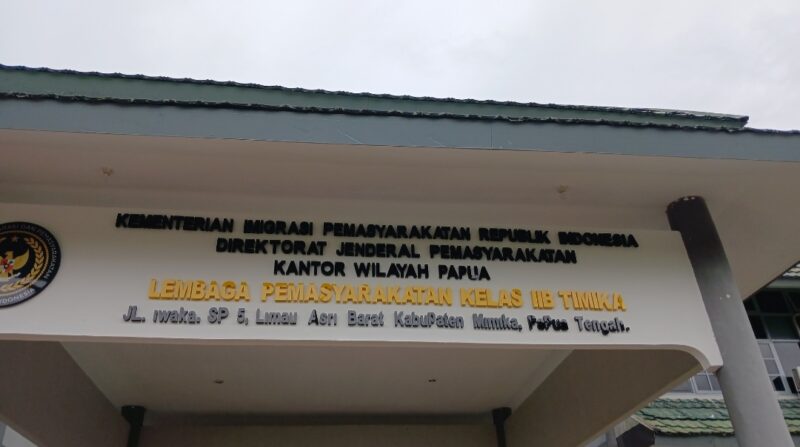 KEMENTERIAN IMIGRASI PEMASYARAKATAN REPUBLIK INDONESIA
DIREKTORAT JENDERAL PEMASYARAKATAN
KANTOR WILAYAH PAPUA
LEMBAGA PEMASYARAKATAN KELAS IIB TIMIKA
JL. Iwaka. SP 5, Limau Asri Barat Kabupaten Mimika, Papua Tengah.